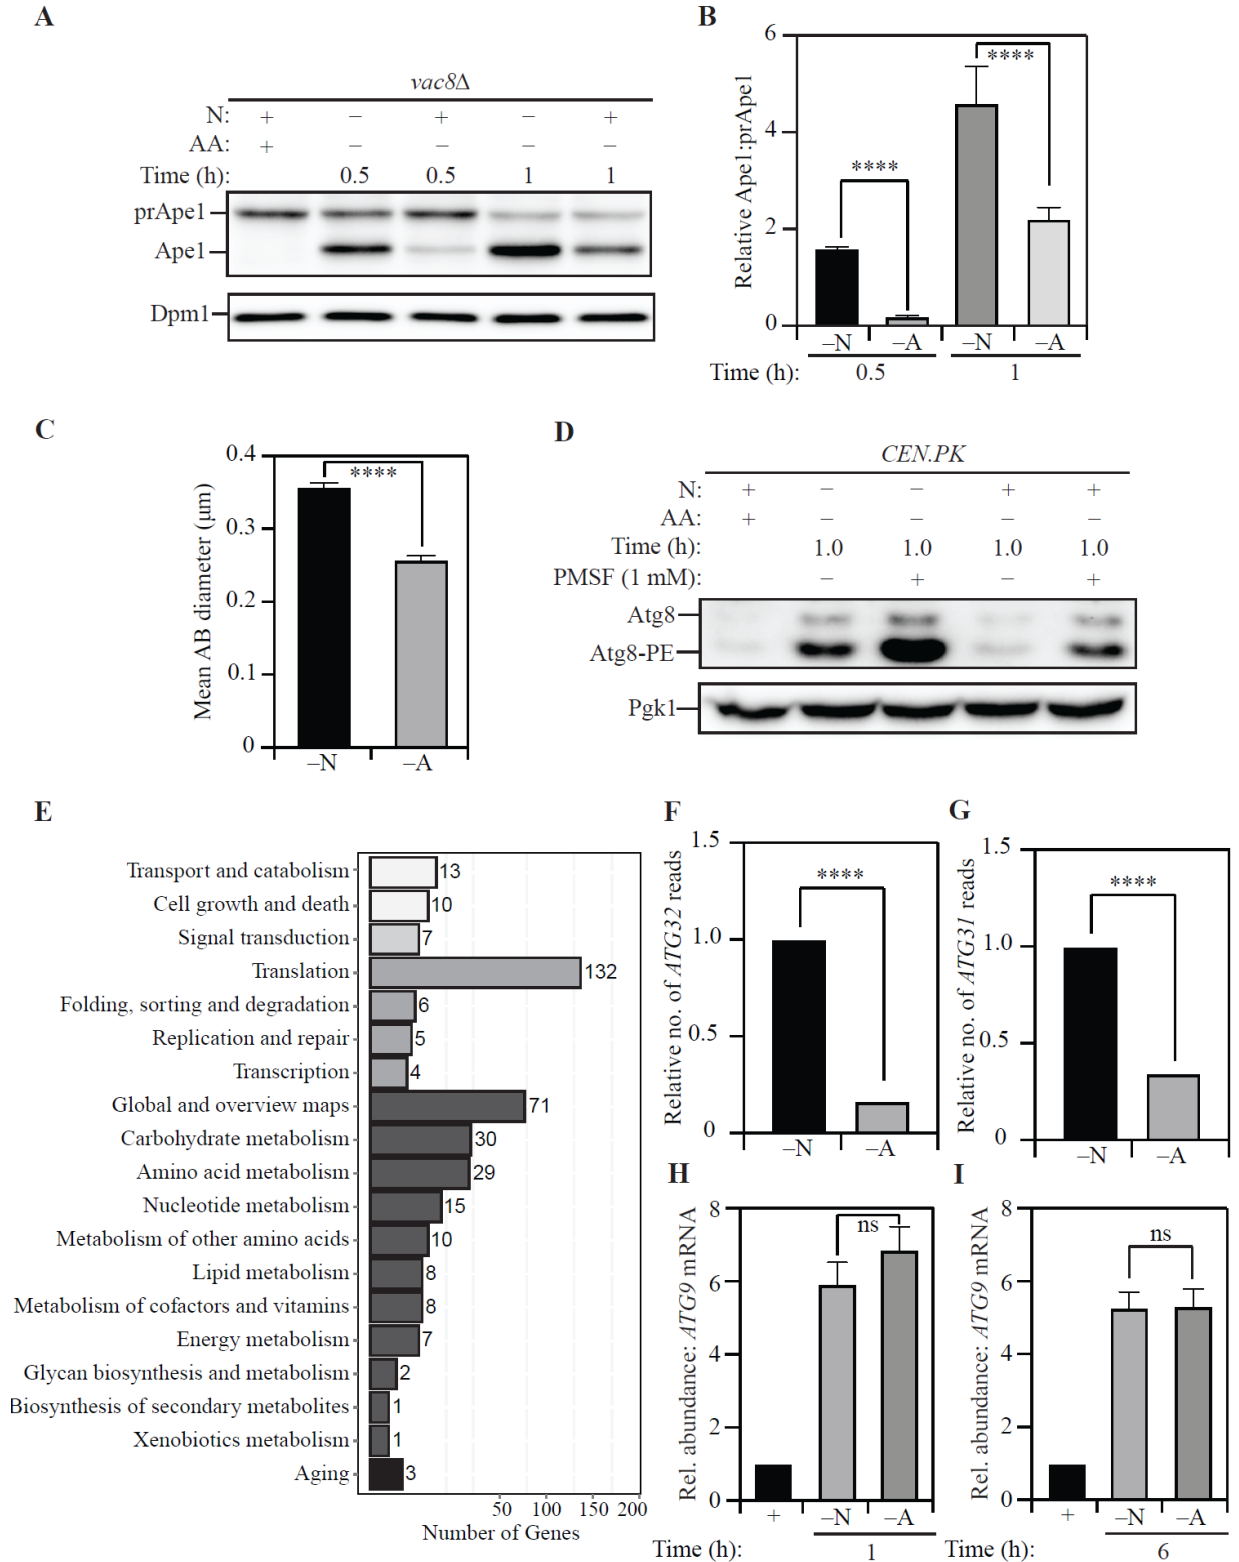 A
vac8Δ
N: + − + − +
AA: + − − − −
Time (h): 0.5 0.5 1 1
prApe1
Ape1
Dpm1
B
Relative Ape1:prApe1
6
4
2
0
****
****
−N −A −N −A
Time (h): 0.5 1
C
Mean AB diameter (μm)
0.4
0.3
0.2
0.1
0
****
−N −A
D
CEN.PK
N: + − − + +
AA: + − − − −
Time (h): 1.0 1.0 1.0 1.0
PMSF (1 mM): − + − +
Atg8
Atg8-PE
Pgk1
E
Transport and catabolism 13
Cell growth and death 10
Signal transduction 7
Translation 132
Folding, sorting and degradation 6
Replication and repair 5
Transcription 4
Global and overview maps 71
Carbohydrate metabolism 30
Amino acid metabolism 29
Nucleotide metabolism 15
Metabolism of other amino acids 10
Lipid metabolism 8
Metabolism of cofactors and vitamins 8
Energy metabolism 7
Glycan biosynthesis and metabolism 2
Biosynthesis of secondary metabolites 1
Xenobiotics metabolism 1
Aging 3
50 100 150 200
Number of Genes
F
Relative no. of ATG32 reads
1.5
1.0
0.5
0
****
−N −A
G
Relative no. of ATG31 reads
1.5
1.0
0.5
0
****
−N −A
H
Rel. abundance: ATG9 mRNA
8
6
4
2
0
ns
+ −N −A
Time (h): 1
I
Rel. abundance: ATG9 mRNA
8
6
4
2
0
ns
+ −N −A
Time (h): 6